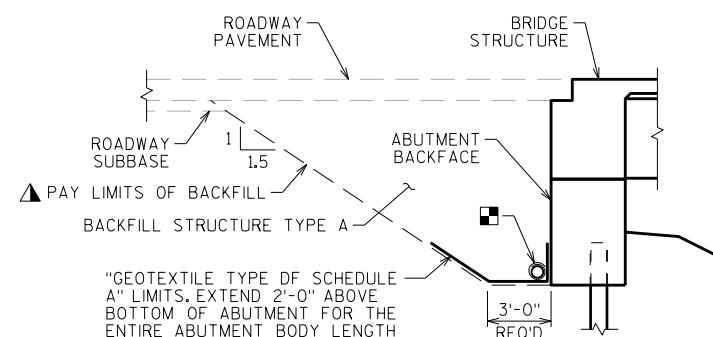 ROADWAY
PAVEMENT
BRIDGE
STRUCTURE
ROADWAY
SUBBASE
1
1.5
ABUTMENT
BACKFACE
PAY LIMITS OF BACKFILL
BACKFILL STRUCTURE TYPE A
"GEOTEXTILE TYPE DF SCHEDULE
A" LIMITS. EXTEND 2'-0" ABOVE
BOTTOM OF ABUTMENT FOR THE
ENTIRE ABUTMENT BODY LENGTH
3'-0"
REQ'D